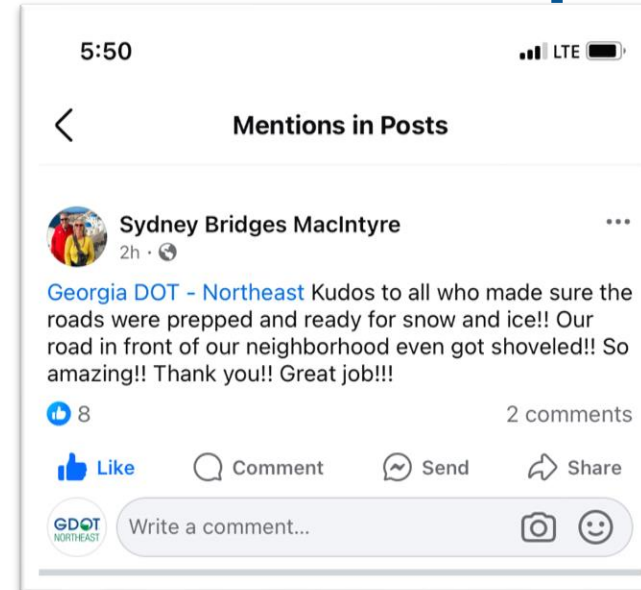 5:50 LTE
Mentions in Posts
Sydney Bridges MacIntyre
2h ·
Georgia DOT - Northeast Kudos to all who made sure the
roads were prepped and ready for snow and ice!! Our
road in front of our neighborhood even got shoveled!! So
amazing!! Thank you!! Great job!!!
8 2 comments
Like Comment Send Share
GDOT
NORTHEAST
Write a comment...